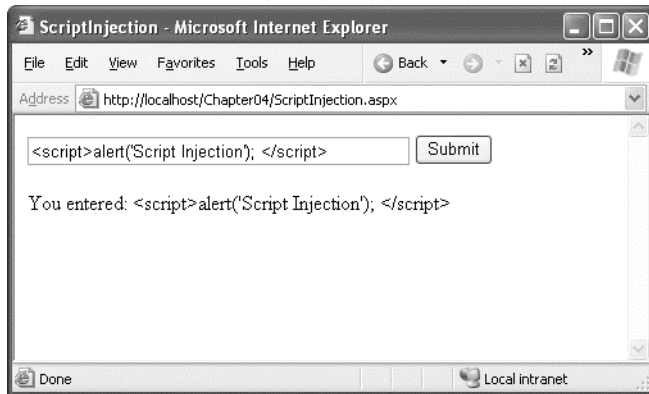 ScriptInjection - Microsoft Internet Explorer
File Edit View Favorites Tools Help Back »
Address http://localhost/Chapter04/ScriptInjection.aspx
<script>alert('Script Injection'); </script> Submit
You entered: <script>alert('Script Injection'); </script>
Done Local intranet